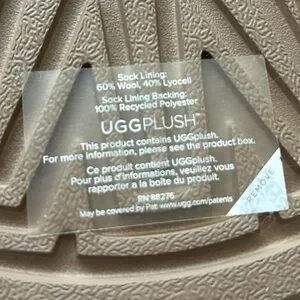 Sock Lining:
60% Wool, 40% Lyocell
Sock Lining Backing:
100% Recycled Polyester
UGGPLUSH™
This product contains UGGplush.
For more information, please see the product box.
Ce produit contient UGGplush.
Pour plus d'informations, veuillez vous
rapporter a la boite du produit.
RN 88276
May be covered by Pat: www.ugg.com/patents
REMOVE